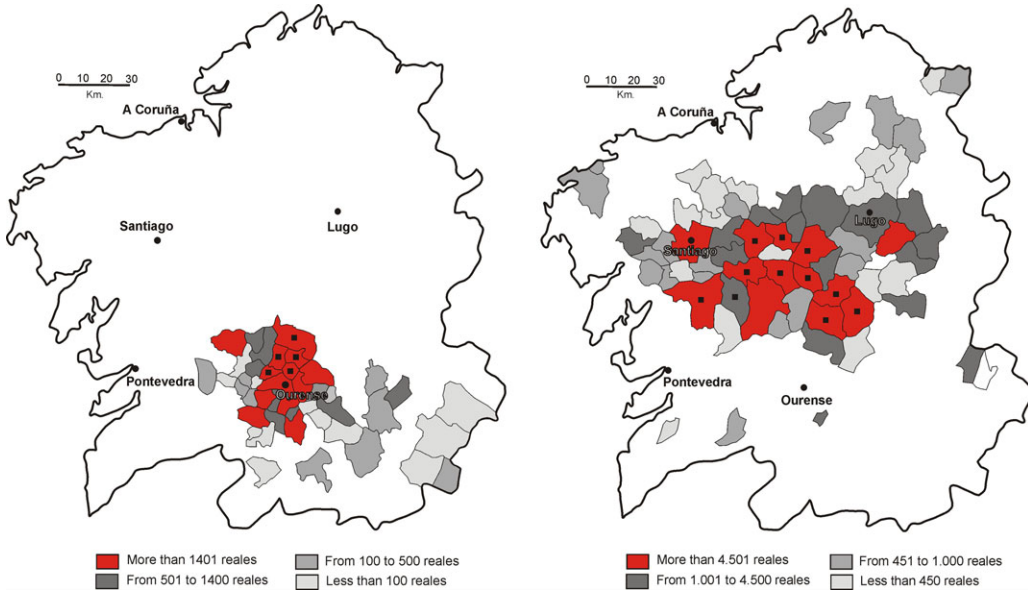 0 10 20 30
Km.
A Coruña
Santiago
Lugo
Pontevedra
Ourense
More than 1401 reales
From 501 to 1400 reales
From 100 to 500 reales
Less than 100 reales
0 10 20 30
Km.
A Coruña
Lugo
Santiago
Pontevedra
Ourense
More than 4.501 reales
From 1.001 to 4.500 reales
From 451 to 1.000 reales
Less than 450 reales